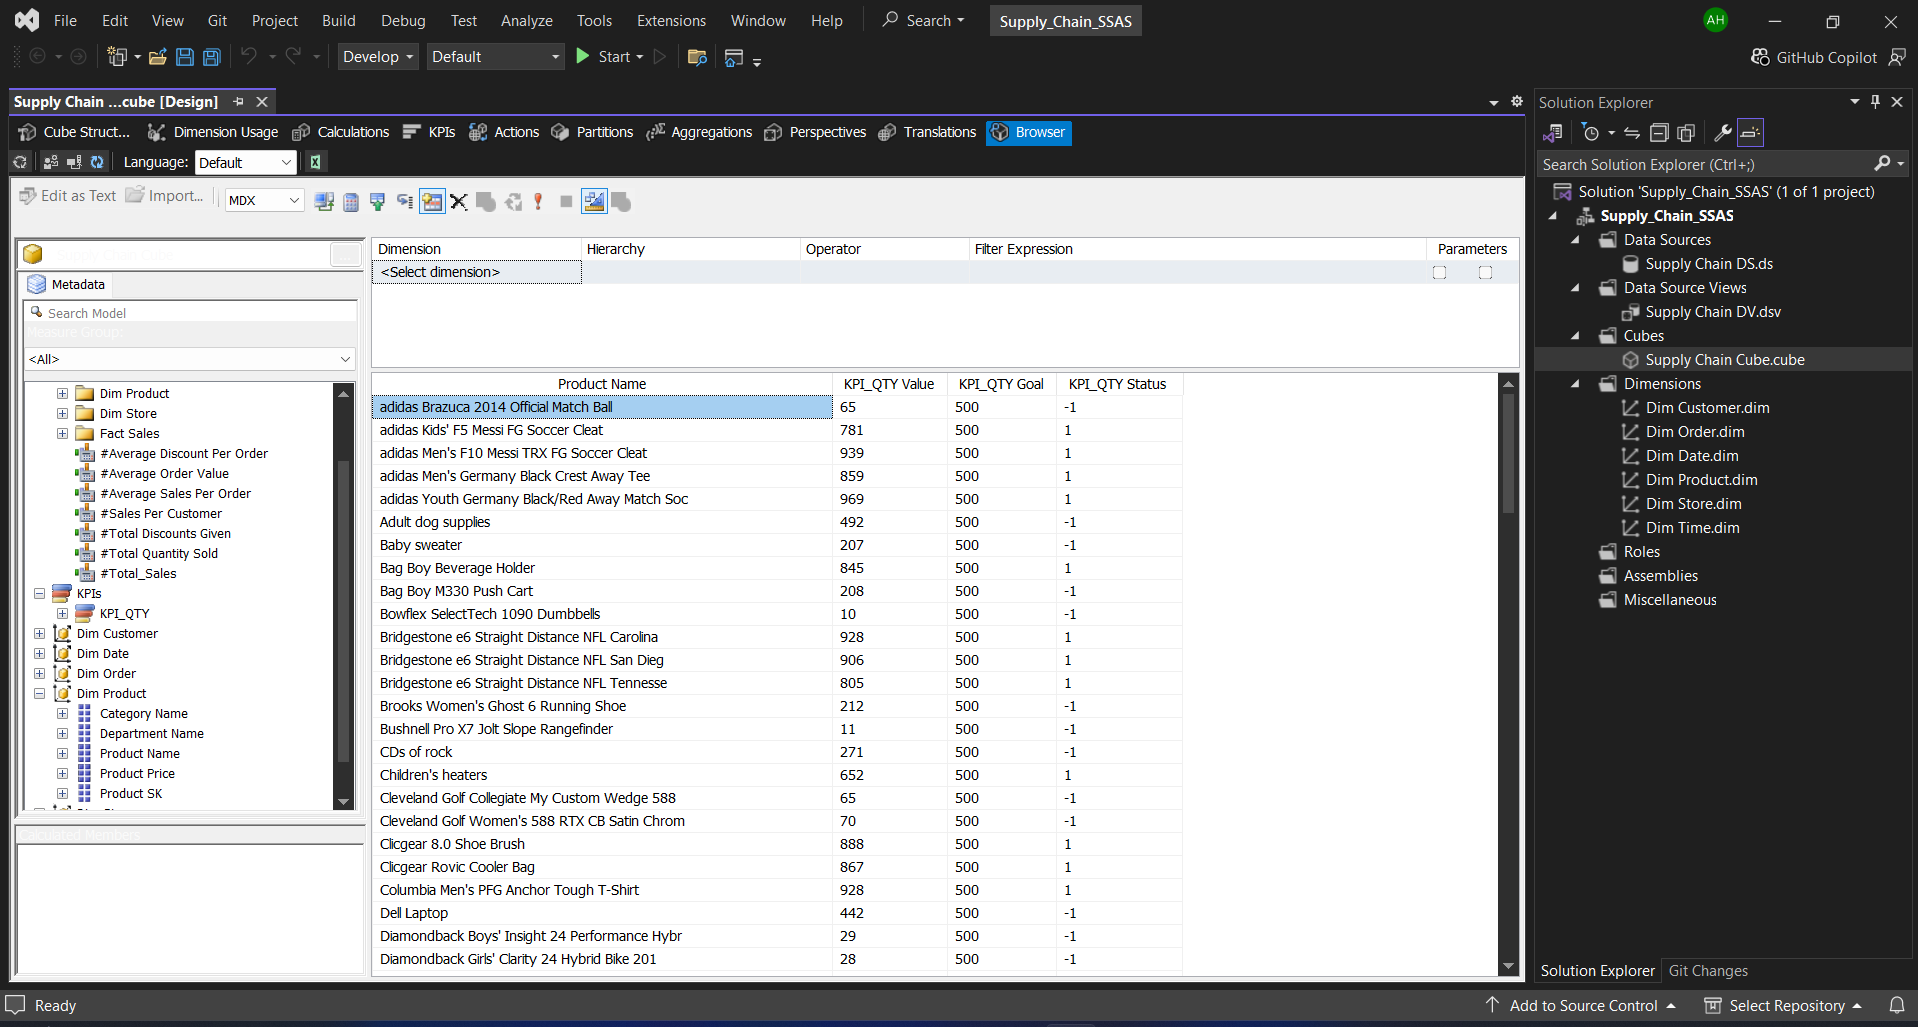 File Edit View Git Project Build Debug Test Analyze Tools Extensions Window Help Search Supply_Chain_SSAS AH
Develop Default Start GitHub Copilot
Supply Chain ...cube [Design]
Cube Struct... Dimension Usage Calculations KPIs Actions Partitions Aggregations Perspectives Translations Browser
Language: Default
Edit as Text Import... MDX
Metadata
Search Model
Measure Group:
<All>
Dim Product
Dim Store
Fact Sales
#Average Discount Per Order
#Average Order Value
#Average Sales Per Order
#Sales Per Customer
#Total Discounts Given
#Total Quantity Sold
#Total_Sales
KPIs
KPI_QTY
Dim Customer
Dim Date
Dim Order
Dim Product
Category Name
Department Name
Product Name
Product Price
Product SK
Calculated Members
Dimension Hierarchy Operator Filter Expression Parameters
<Select dimension>
Product Name KPI_QTY Value KPI_QTY Goal KPI_QTY Status
adidas Brazuca 2014 Official Match Ball 65 500 -1
adidas Kids' F5 Messi FG Soccer Cleat 781 500 1
adidas Men's F10 Messi TRX FG Soccer Cleat 939 500 1
adidas Men's Germany Black Crest Away Tee 859 500 1
adidas Youth Germany Black/Red Away Match Soc 969 500 1
Adult dog supplies 492 500 -1
Baby sweater 207 500 -1
Bag Boy Beverage Holder 845 500 1
Bag Boy M330 Push Cart 208 500 -1
Bowflex SelectTech 1090 Dumbbells 10 500 -1
Bridgestone e6 Straight Distance NFL Carolina 928 500 1
Bridgestone e6 Straight Distance NFL San Dieg 906 500 1
Bridgestone e6 Straight Distance NFL Tennesse 805 500 1
Brooks Women's Ghost 6 Running Shoe 212 500 -1
Bushnell Pro X7 Jolt Slope Rangefinder 11 500 -1
CDs of rock 271 500 -1
Children's heaters 652 500 1
Cleveland Golf Collegiate My Custom Wedge 588 65 500 -1
Cleveland Golf Women's 588 RTX CB Satin Chrom 70 500 -1
Clicgear 8.0 Shoe Brush 888 500 1
Clicgear Rovic Cooler Bag 867 500 1
Columbia Men's PFG Anchor Tough T-Shirt 928 500 1
Dell Laptop 442 500 -1
Diamondback Boys' Insight 24 Performance Hybr 29 500 -1
Diamondback Girls' Clarity 24 Hybrid Bike 201 28 500 -1
Solution Explorer
Search Solution Explorer (Ctrl+;)
Solution 'Supply_Chain_SSAS' (1 of 1 project)
Supply_Chain_SSAS
Data Sources
Supply Chain DS.ds
Data Source Views
Supply Chain DV.dsv
Cubes
Supply Chain Cube.cube
Dimensions
Dim Customer.dim
Dim Order.dim
Dim Date.dim
Dim Product.dim
Dim Store.dim
Dim Time.dim
Roles
Assemblies
Miscellaneous
Solution Explorer Git Changes
Ready Add to Source Control Select Repository